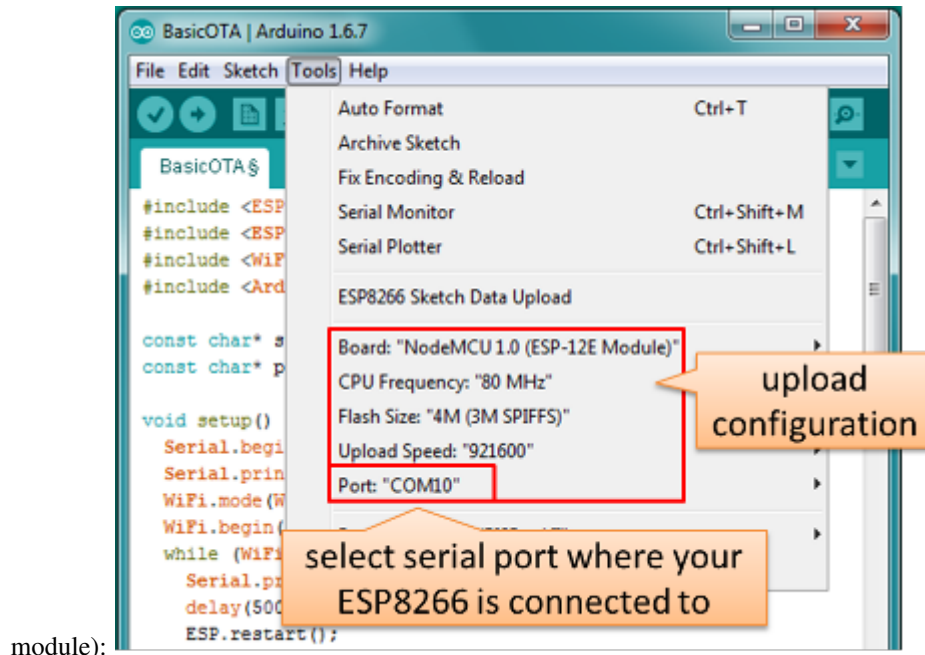 BasicOTA | Arduino 1.6.7
File Edit Sketch Tools Help
BasicOTA§
#include <ESP
#include <ESP
#include <WiF
#include <Ard
const char* s
const char* p
void setup()
Serial.begi
Serial.prin
WiFi.mode(W
WiFi.begin(
while (WiFi
Serial.pr
delay(500
ESP.restart();
Auto Format Ctrl+T
Archive Sketch
Fix Encoding & Reload
Serial Monitor Ctrl+Shift+M
Serial Plotter Ctrl+Shift+L
ESP8266 Sketch Data Upload
Board: "NodeMCU 1.0 (ESP-12E Module)"
CPU Frequency: "80 MHz"
Flash Size: "4M (3M SPIFFS)"
Upload Speed: "921600"
Port: "COM10"
upload
configuration
select serial port where your
ESP8266 is connected to
module):